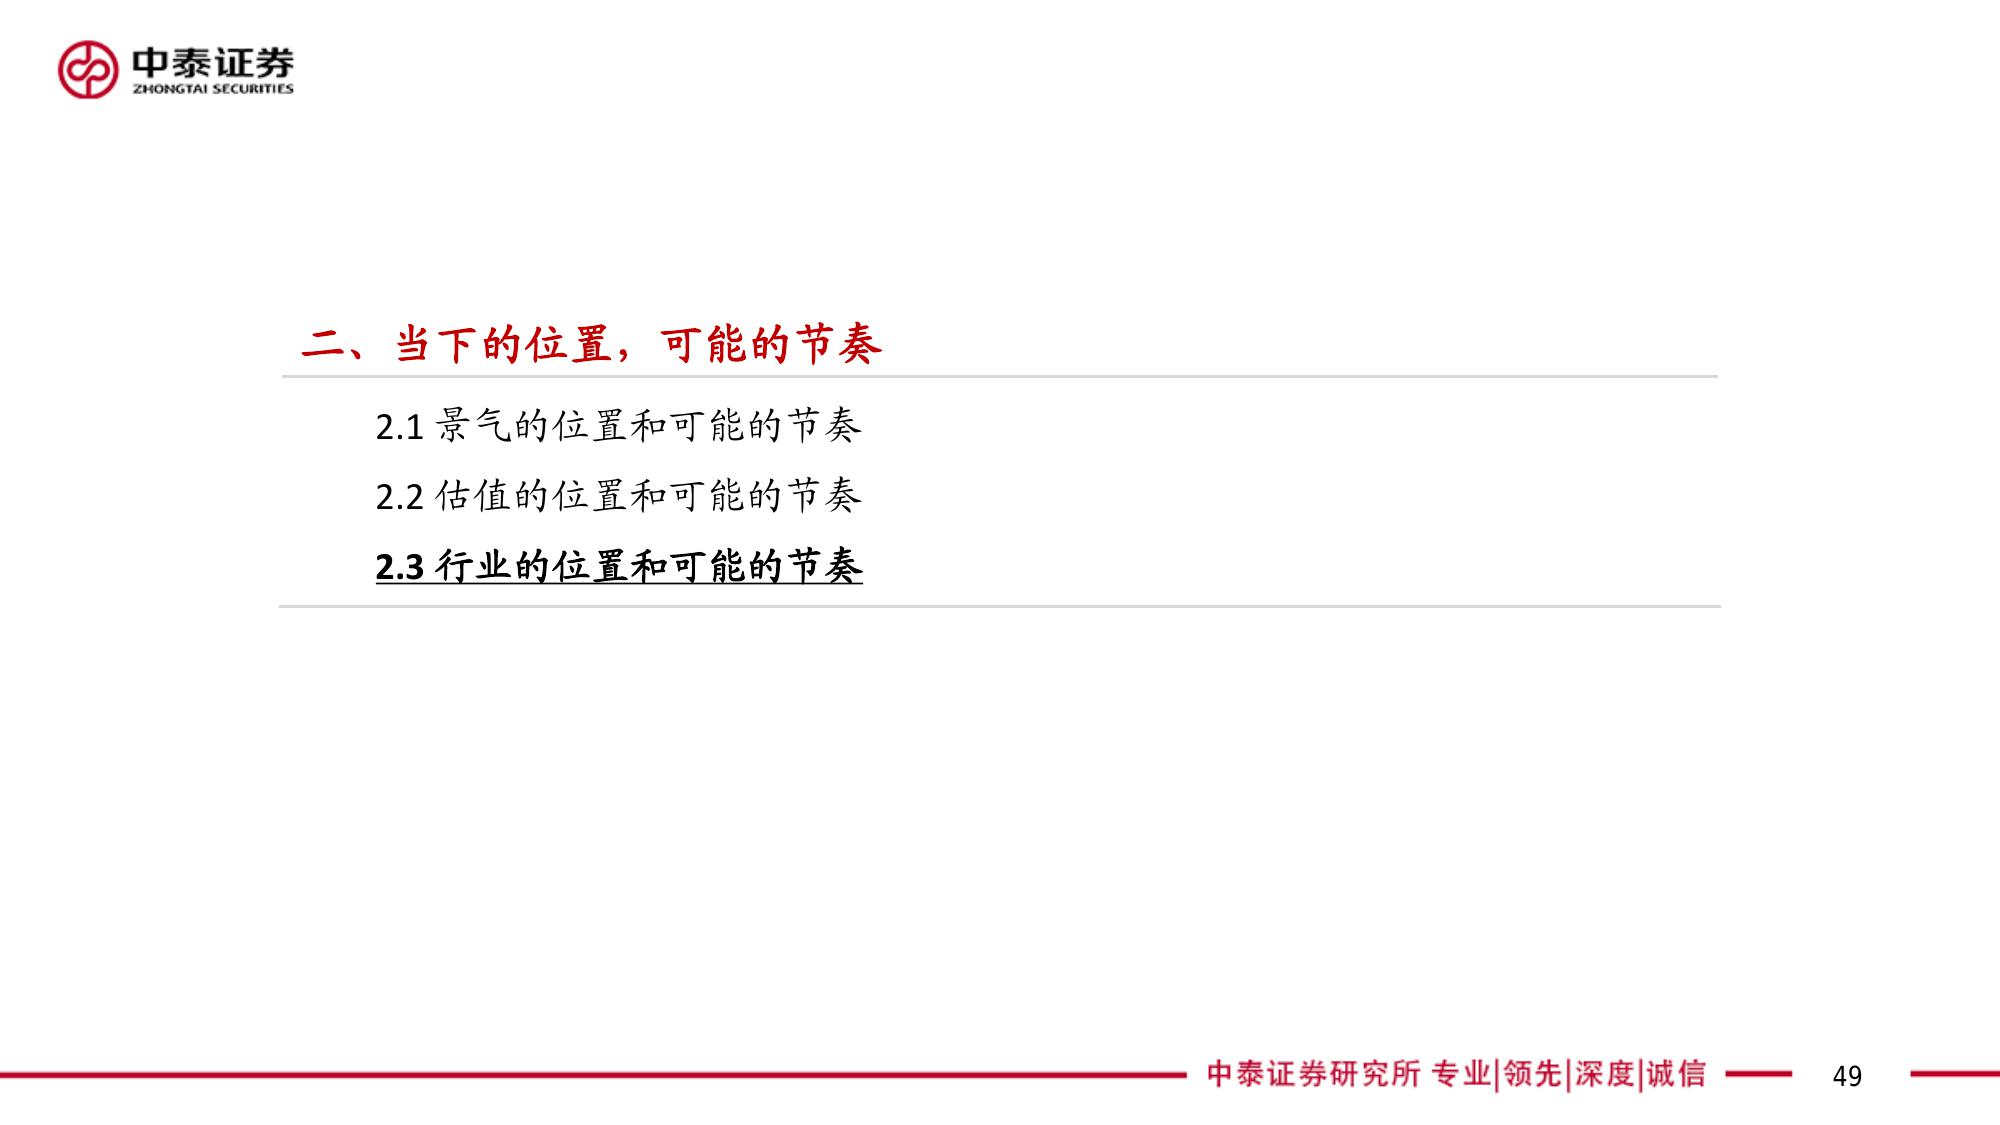 中泰证券
ZHONGTAI SECURITIES
二、当下的位置，可能的节奏
2.1 景气的位置和可能的节奏
2.2 估值的位置和可能的节奏
2.3 行业的位置和可能的节奏
中泰证券研究所 专业|领先|深度|诚信
49